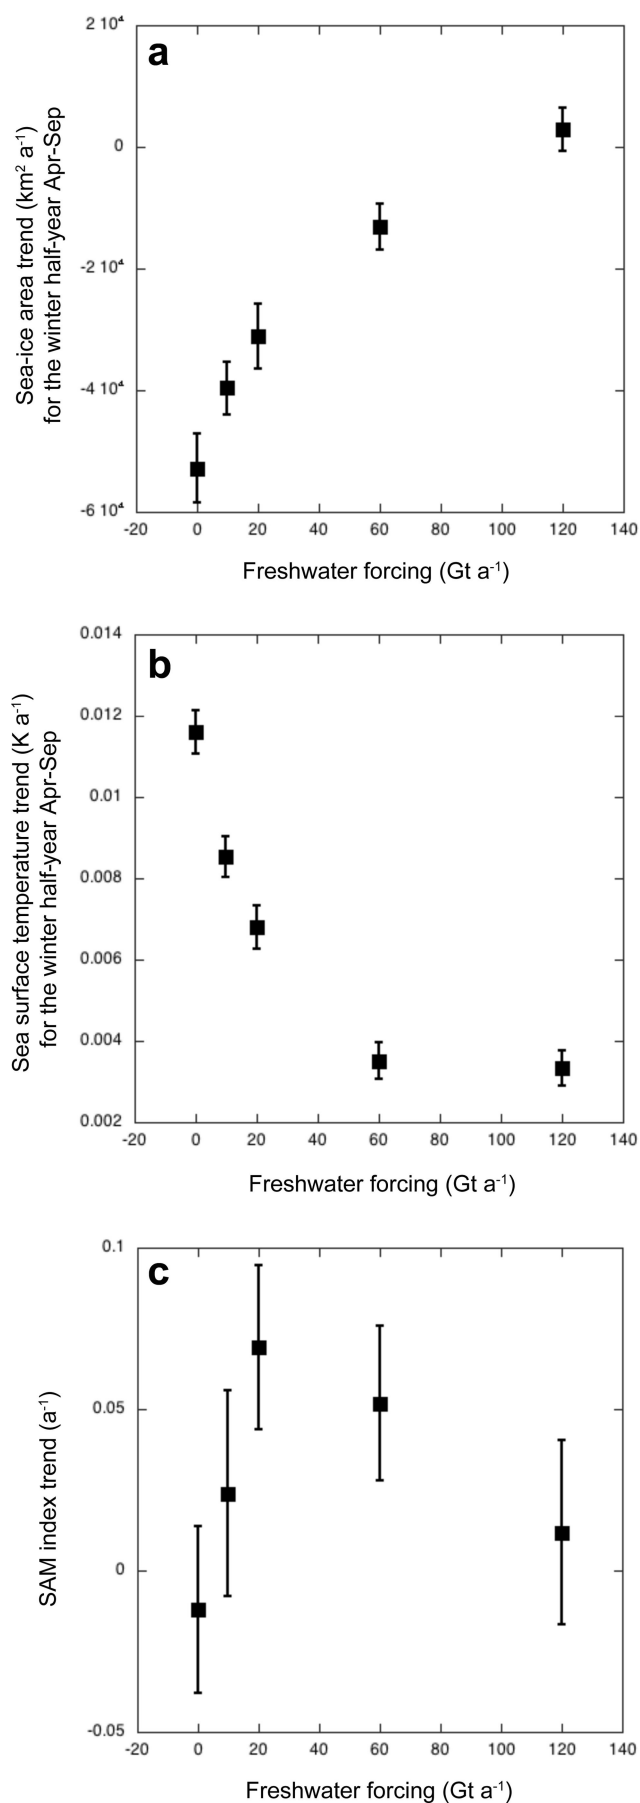 a
Sea-ice area trend (km² a⁻¹)
for the winter half-year Apr-Sep
2 10⁴
0
-2 10⁴
-4 10⁴
-6 10⁴
-20 0 20 40 60 80 100 120 140
Freshwater forcing (Gt a⁻¹)
b
Sea surface temperature trend (K a⁻¹)
for the winter half-year Apr-Sep
0.014
0.012
0.01
0.008
0.006
0.004
0.002
-20 0 20 40 60 80 100 120 140
Freshwater forcing (Gt a⁻¹)
c
SAM index trend (a⁻¹)
0.1
0.05
0
-0.05
-20 0 20 40 60 80 100 120 140
Freshwater forcing (Gt a⁻¹)